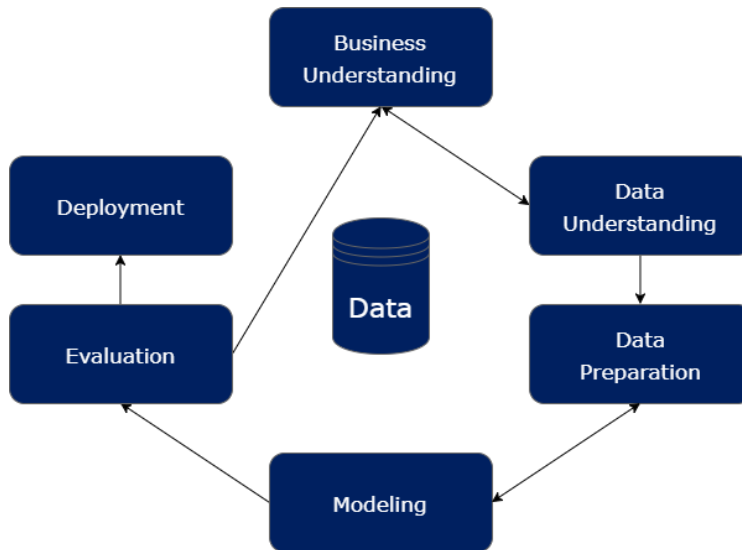 Business
Understanding
Data
Understanding
Data
Preparation
Modeling
Evaluation
Deployment
Data